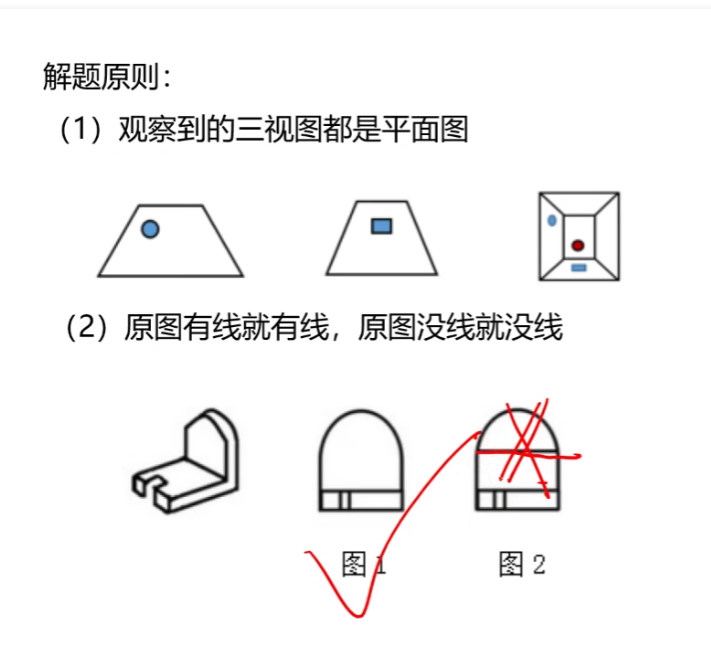 解题原则：
（1）观察到的三视图都是平面图
（2）原图有线就有线，原图没线就没线
图 1
图 2